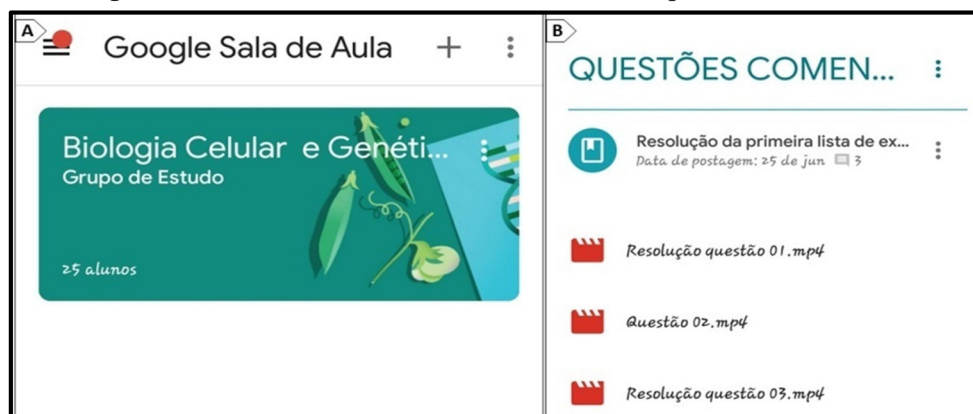 A
Google Sala de Aula
Biologia Celular e Genéti...
Grupo de Estudo
25 alunos
B
QUESTÕES COMEN...
Resolução da primeira lista de ex...
Data de postagem: 25 de jun 3
Resolução questão 01.mp4
Questão 02.mp4
Resolução questão 03.mp4